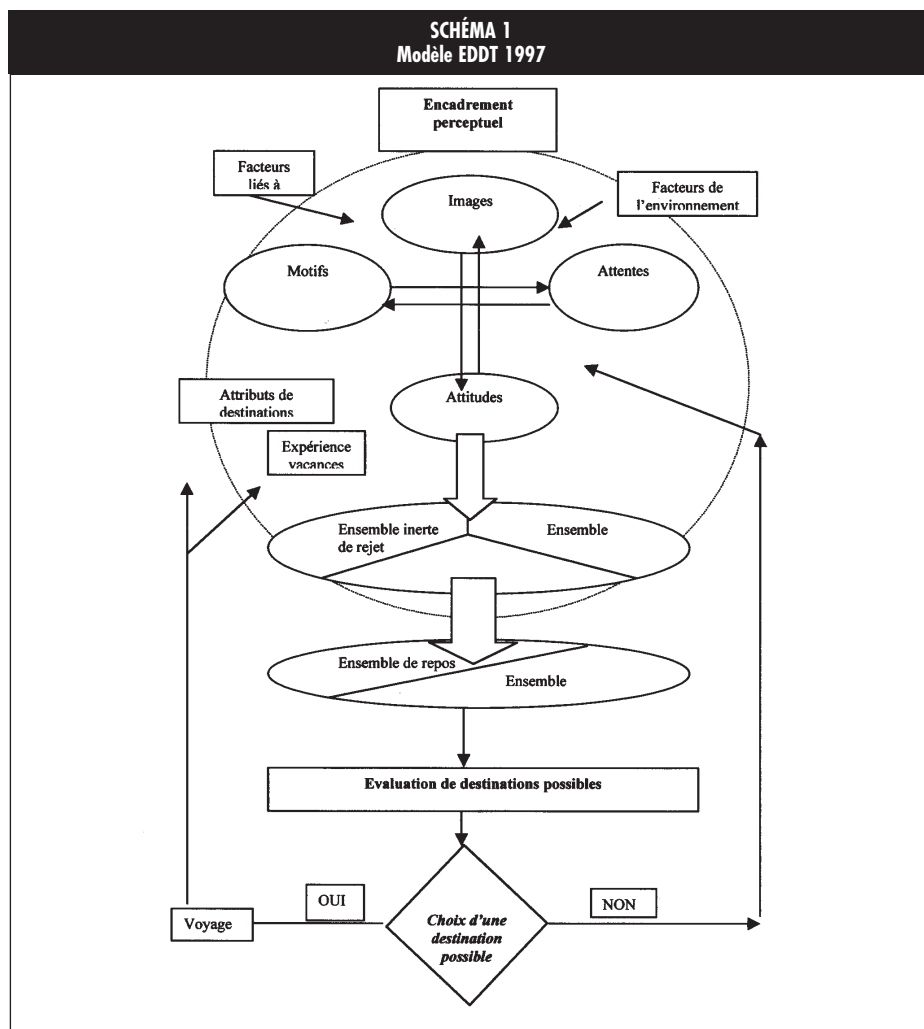 SCHÉMA 1
Modèle EDDT 1997
Encadrement
perceptuel
Facteurs
liés à
Images
Facteurs de
l'environnement
Motifs
Attentes
Attributs de
destinations
Attitudes
Expérience
vacances
Ensemble inerte
de rejet
Ensemble
Ensemble de repos
Ensemble
Evaluation de destinations possibles
OUI
NON
Voyage
Choix d'une
destination
possible